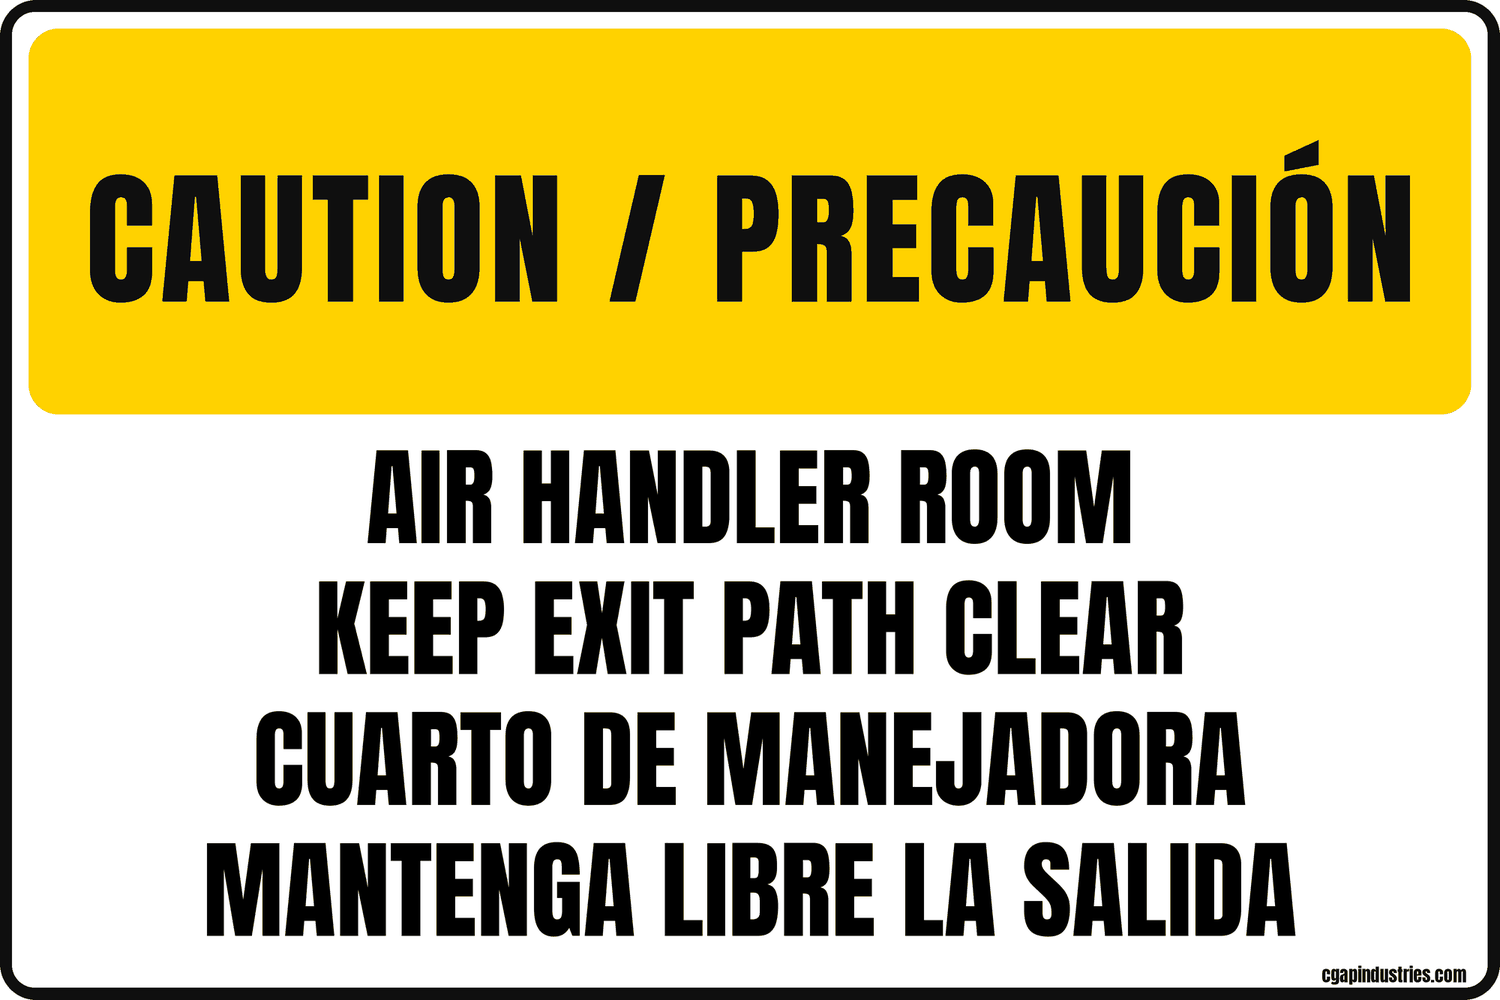 CAUTION / PRECAUCIÓN
AIR HANDLER ROOM
KEEP EXIT PATH CLEAR
CUARTO DE MANEJADORA
MANTENGA LIBRE LA SALIDA
cgapindustries.com